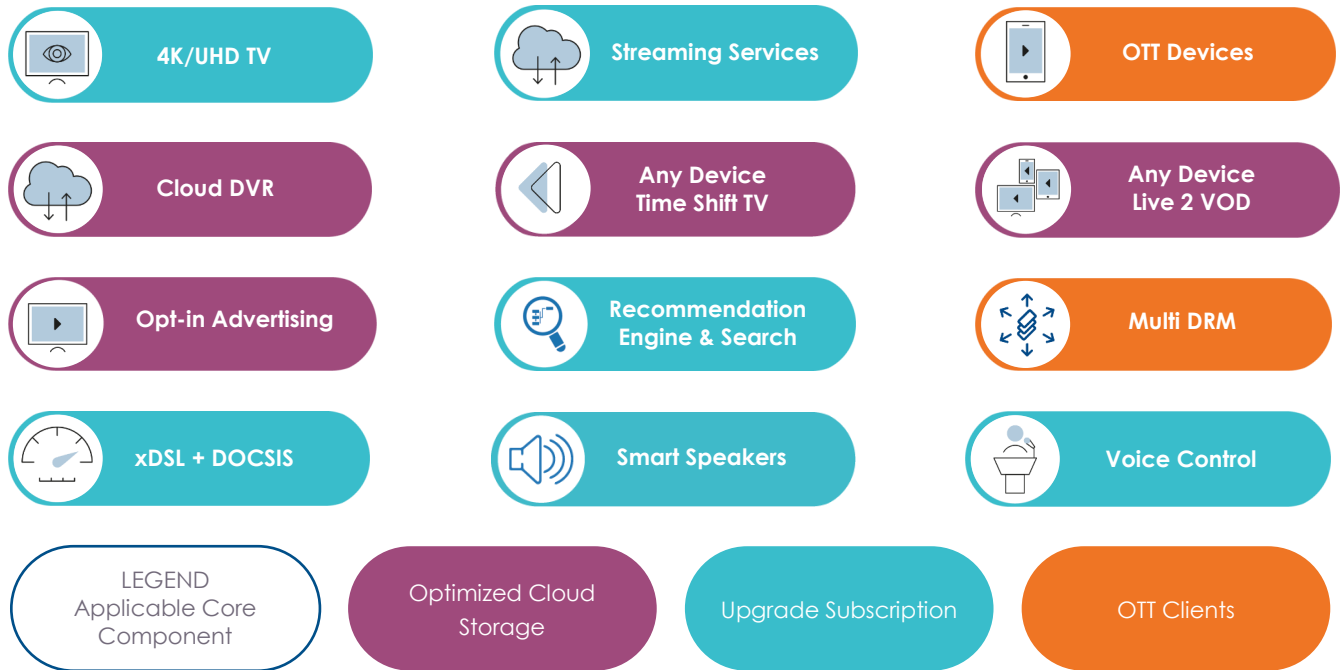 4K/UHD TV
Streaming Services
OTT Devices
Cloud DVR
Any Device
Time Shift TV
Any Device
Live 2 VOD
Opt-in Advertising
Recommendation
Engine & Search
Multi DRM
xDSL + DOCSIS
Smart Speakers
Voice Control
LEGEND
Applicable Core
Component
Optimized Cloud
Storage
Upgrade Subscription
OTT Clients